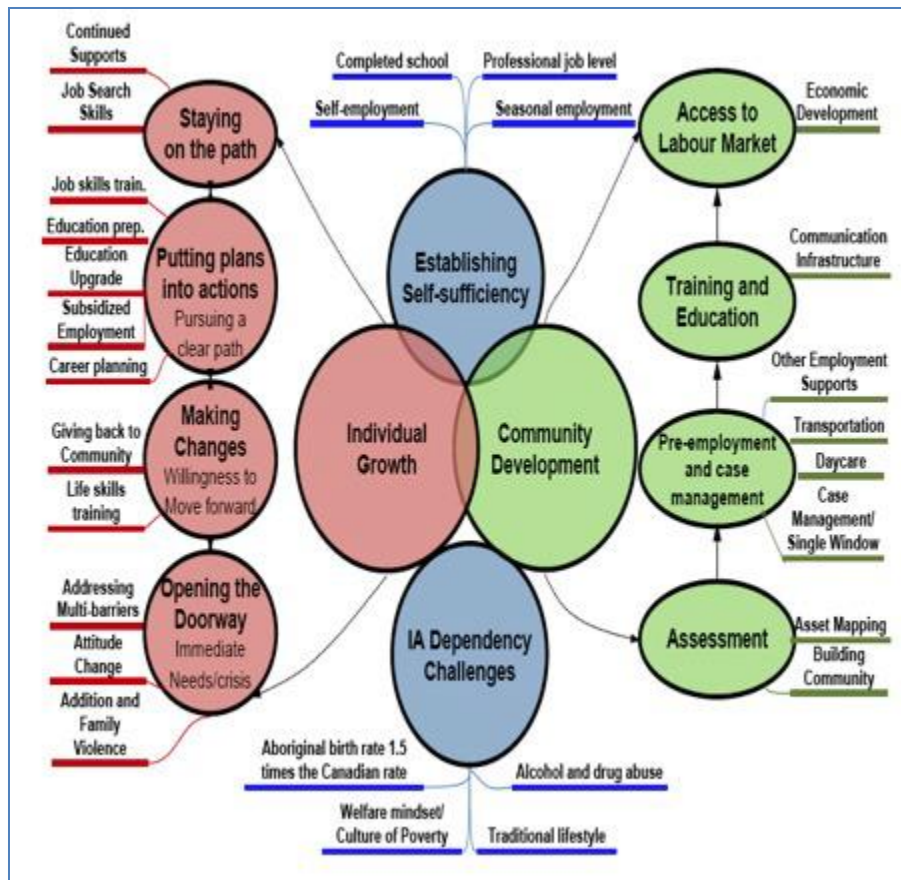 Continued
Supports
Job Search
Skills
Staying
on the path
Job skills train.
Education prep.
Education
Upgrade
Subsidized
Employment
Career planning
Putting plans
into actions
Pursuing a
clear path
Giving back to
Community
Life skills
training
Making
Changes
Willingness to
Move forward
Addressing
Multi-barriers
Attitude
Change
Addition and
Family
Violence
Opening the
Doorway
Immediate
Needs/crisis
Completed school
Professional job level
Self-employment
Seasonal employment
Establishing
Self-sufficiency
Individual
Growth
Community
Development
IA Dependency
Challenges
Aboriginal birth rate 1.5
times the Canadian rate
Alcohol and drug abuse
Welfare mindset/
Culture of Poverty
Traditional lifestyle
Access to
Labour Market
Economic
Development
Training and
Education
Communication
Infrastructure
Pre-employment
and case
management
Other Employment
Supports
Transportation
Daycare
Case
Management/
Single Window
Assessment
Asset Mapping
Building
Community